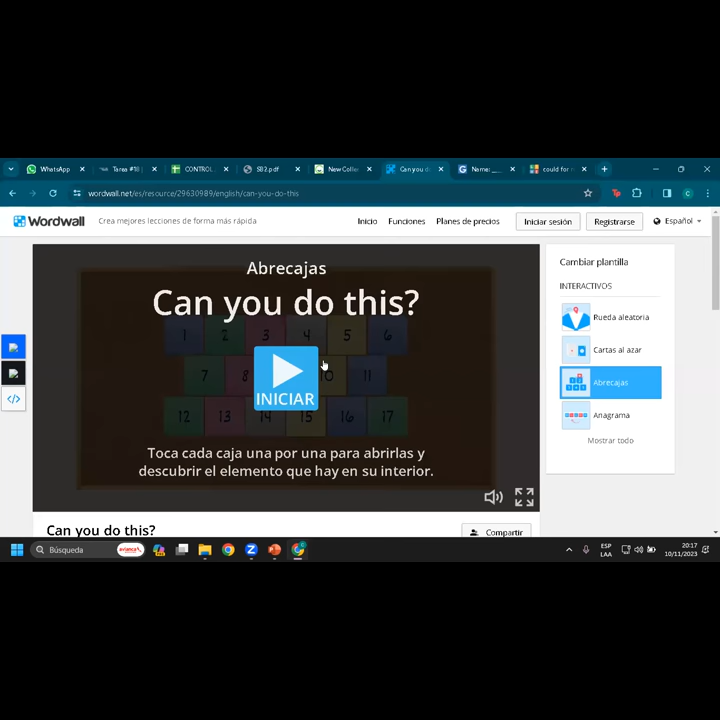 WhatsApp
Tarea #18 |
CONTROL
SB2.pdf
New Colle
Can you d
Name: ___
could for
wordwall.net/es/resource/29630989/english/can-you-do-this
Wordwall
Crea mejores lecciones de forma más rápida
Inicio
Funciones
Planes de precios
Iniciar sesión
Registrarse
Español
Abrecajas
Can you do this?
1 2 3 4 5 6
7 8 10 11
12 13 14 15 16 17
INICIAR
Toca cada caja una por una para abrirlas y
descubrir el elemento que hay en su interior.
Cambiar plantilla
INTERACTIVOS
Rueda aleatoria
Cartas al azar
Abrecajas
Anagrama
Mostrar todo
</>
Can you do this?
Compartir
Búsqueda
avianca
ESP
LAA
20:17
10/11/2023